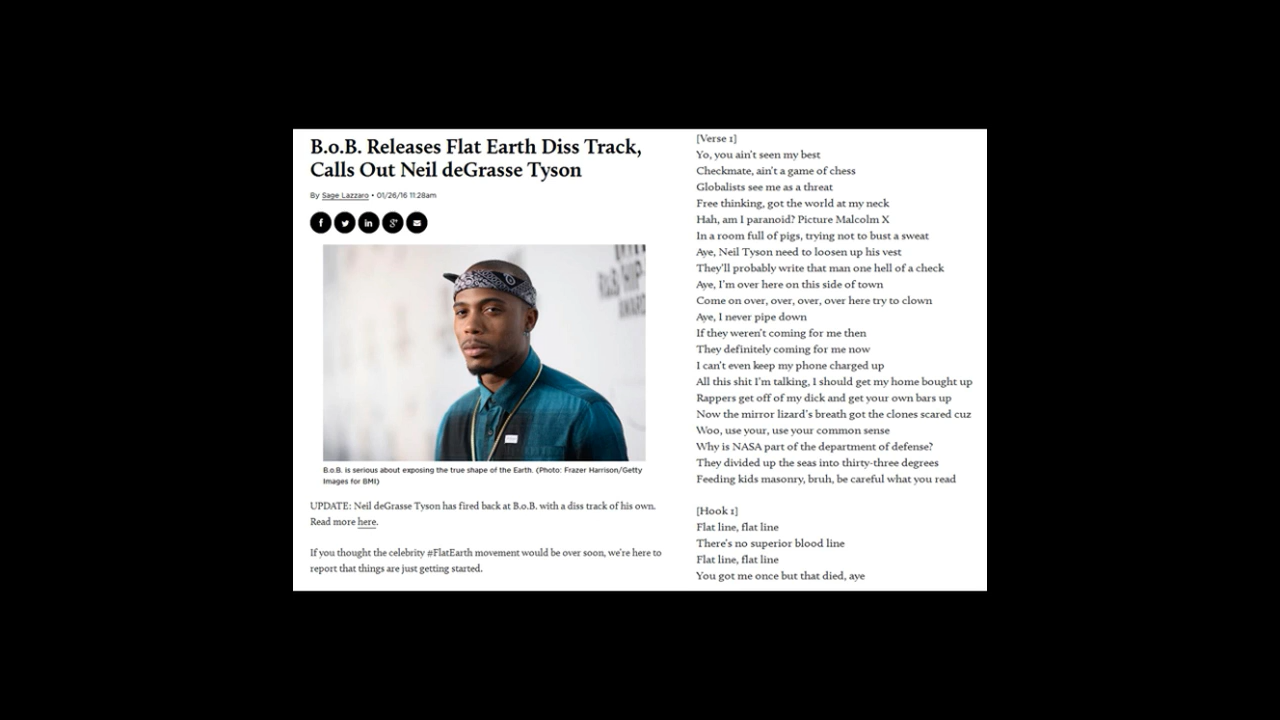 B.o.B. Releases Flat Earth Diss Track,
Calls Out Neil deGrasse Tyson
By Sage Lazzaro • 01/26/16 11:28am
B.o.B. is serious about exposing the true shape of the Earth. (Photo: Frazer Harrison/Getty
Images for BMI)
UPDATE: Neil deGrasse Tyson has fired back at B.o.B. with a diss track of his own.
Read more here.
If you thought the celebrity #FlatEarth movement would be over soon, we're here to
report that things are just getting started.
[Verse 1]
Yo, you ain't seen my best
Checkmate, ain't a game of chess
Globalists see me as a threat
Free thinking, got the world at my neck
Hah, am I paranoid? Picture Malcolm X
In a room full of pigs, trying not to bust a sweat
Aye, Neil Tyson need to loosen up his vest
They'll probably write that man one hell of a check
Aye, I'm over here on this side of town
Come on over, over, over, over here try to clown
Aye, I never pipe down
If they weren't coming for me then
They definitely coming for me now
I can't even keep my phone charged up
All this shit I'm talking, I should get my home bought up
Rappers get off of my dick and get your own bars up
Now the mirror lizard's breath got the clones scared cuz
Woo, use your, use your common sense
Why is NASA part of the department of defense?
They divided up the seas into thirty-three degrees
Feeding kids masonry, bruh, be careful what you read
[Hook 1]
Flat line, flat line
There's no superior blood line
Flat line, flat line
You got me once but that died, aye